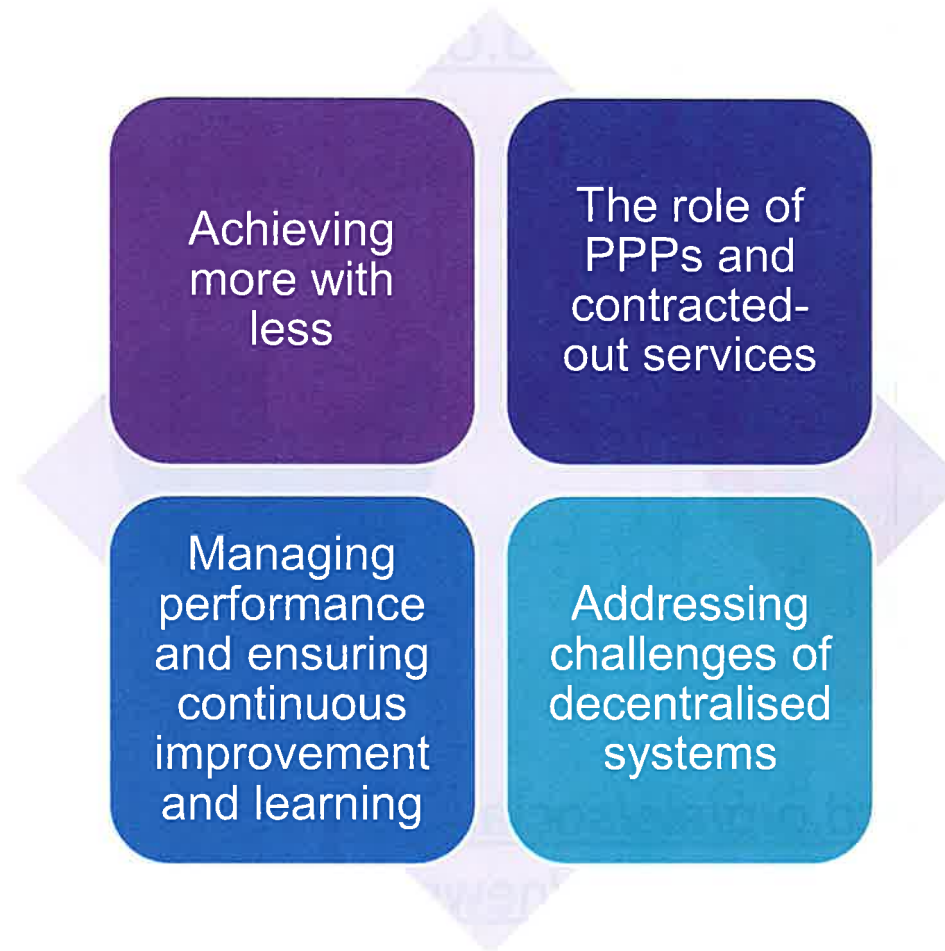 Achieving
more with
less
The role of
PPPs and
contracted-
out services
Managing
performance
and ensuring
continuous
improvement
and learning
Addressing
challenges of
decentralised
systems